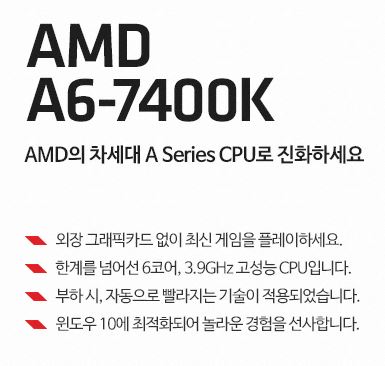 AMD
A6-7400K
AMD의 차세대 A Series CPU로 진화하세요
외장 그래픽카드 없이 최신 게임을 플레이하세요.
한계를 넘어선 6코어, 3.9GHz 고성능 CPU입니다.
부하 시, 자동으로 빨라지는 기술이 적용되었습니다.
윈도우 10에 최적화되어 놀라운 경험을 선사합니다.